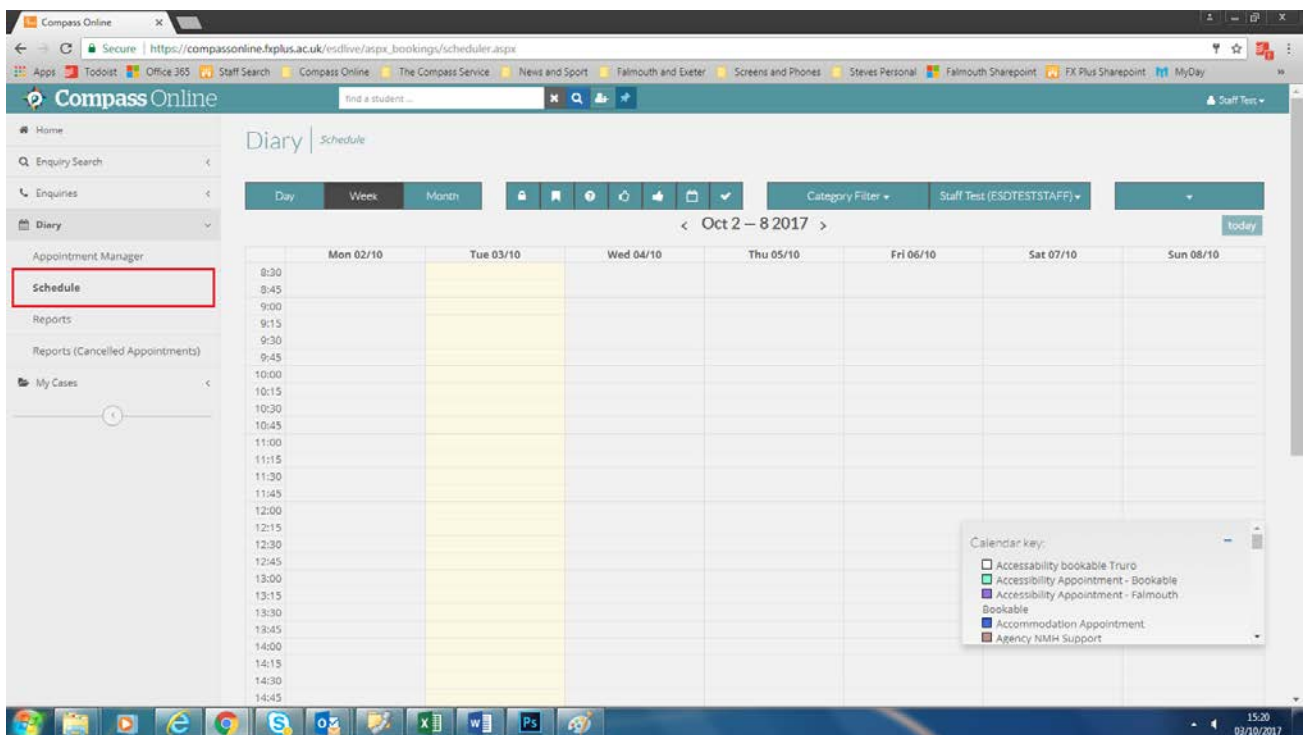 Compass Online
Secure https://compassonline.fxplus.ac.uk/esdlive/aspx_bookings/scheduler.aspx
Apps Todoist Office 365 Staff Search Compass Online The Compass Service News and Sport Falmouth and Exeter Screens and Phones Steves Personal Falmouth Sharepoint FX Plus Sharepoint MyDay
Compass Online find a student ... Staff Test
Home
Enquiry Search
Enquiries
Diary
Appointment Manager
Schedule
Reports
Reports (Cancelled Appointments)
My Cases
Diary Schedule
Day Week Month Category Filter Staff Test (ESDTESTSTAFF)
Oct 2 — 8 2017
today
Mon 02/10 Tue 03/10 Wed 04/10 Thu 05/10 Fri 06/10 Sat 07/10 Sun 08/10
8:30
8:45
9:00
9:15
9:30
9:45
10:00
10:15
10:30
10:45
11:00
11:15
11:30
11:45
12:00
12:15
12:30
12:45
13:00
13:15
13:30
13:45
14:00
14:15
14:30
14:45
Calendar key:
Accessability bookable Truro
Accessibility Appointment - Bookable
Accessibility Appointment - Falmouth
Bookable
Accommodation Appointment
Agency NMH Support
15:20
03/10/2017